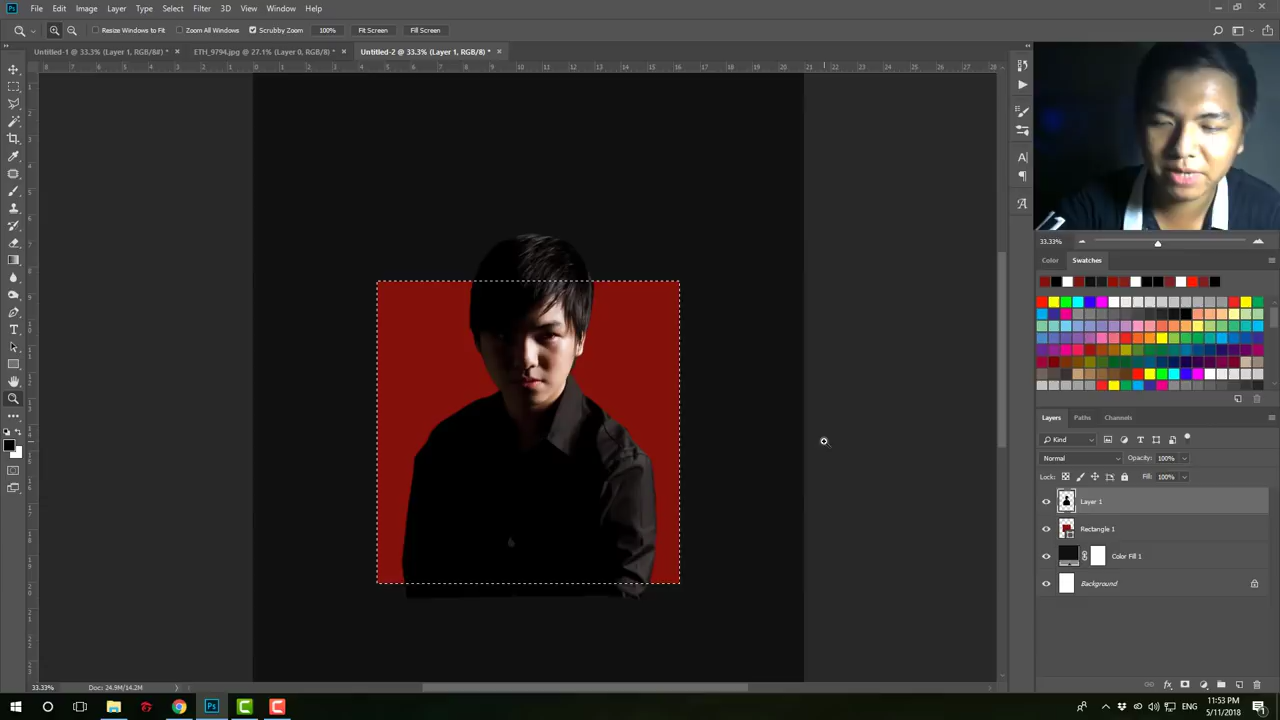 File Edit Image Layer Type Select Filter 3D View Window Help
Resize Windows to Fit Zoom All Windows Scrubby Zoom 100% Fit Screen Fill Screen
Untitled-1 @ 33.3% (Layer 1, RGB/8#) * ETH_9794.jpg @ 27.1% (Layer 0, RGB/8) * Untitled-2 @ 33.3% (Layer 1, RGB/8) *
33.33%
Color Swatches
Layers Paths Channels
Kind
Normal Opacity: 100%
Lock: Fill: 100%
Layer 1
Rectangle 1
Color Fill 1
Background
33.33% Doc: 24.9M/14.2M
11:53 PM
5/11/2018